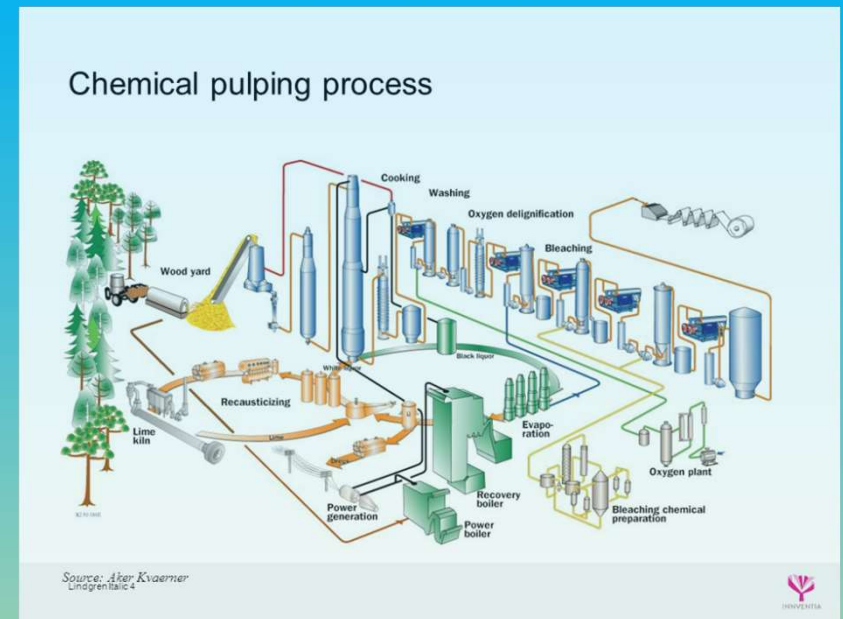 Chemical pulping process
Cooking
Washing
Oxygen delignification
Bleaching
Wood yard
Black liquor
White liquor
Recausticizing
Lime
kiln
Lime
Evapo-
ration
Oxygen plant
Recovery
boiler
Power
generation
Bleaching chemical
preparation
Power
boiler
Source: Aker Kvaerner
Lindgren Italic 4
INNVENTIA